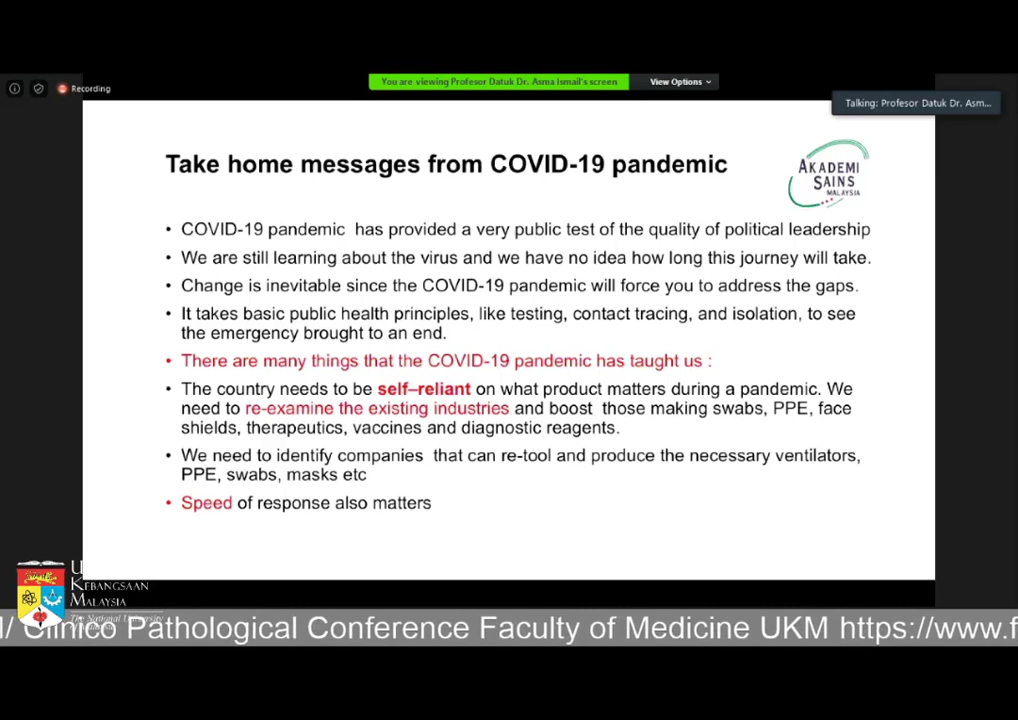 You are viewing Profesor Datuk Dr. Asma Ismail's screen
View Options
Recording
Talking: Profesor Datuk Dr. Asm...
Take home messages from COVID-19 pandemic
AKADEMI
SAINS
MALAYSIA
• COVID-19 pandemic has provided a very public test of the quality of political leadership
• We are still learning about the virus and we have no idea how long this journey will take.
• Change is inevitable since the COVID-19 pandemic will force you to address the gaps.
• It takes basic public health principles, like testing, contact tracing, and isolation, to see
the emergency brought to an end.
• There are many things that the COVID-19 pandemic has taught us :
• The country needs to be self–reliant on what product matters during a pandemic. We
need to re-examine the existing industries and boost those making swabs, PPE, face
shields, therapeutics, vaccines and diagnostic reagents.
• We need to identify companies that can re-tool and produce the necessary ventilators,
PPE, swabs, masks etc
• Speed of response also matters
KEBANGSAAN
MALAYSIA
The National University
M/ Clinico Pathological Conference Faculty of Medicine UKM https://www.f